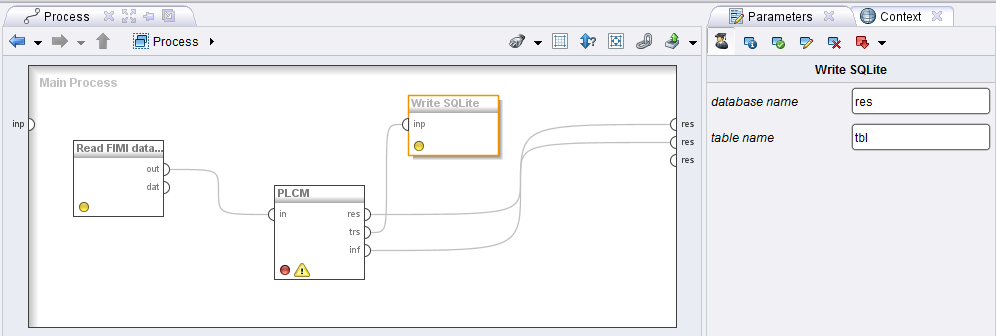 Process
Parameters
Context
Process
Main Process
inp
Read FIMI data...
out
dat
PLCM
in
res
trs
inf
Write SQLite
inp
res
res
res
Write SQLite
database name
res
table name
tbl